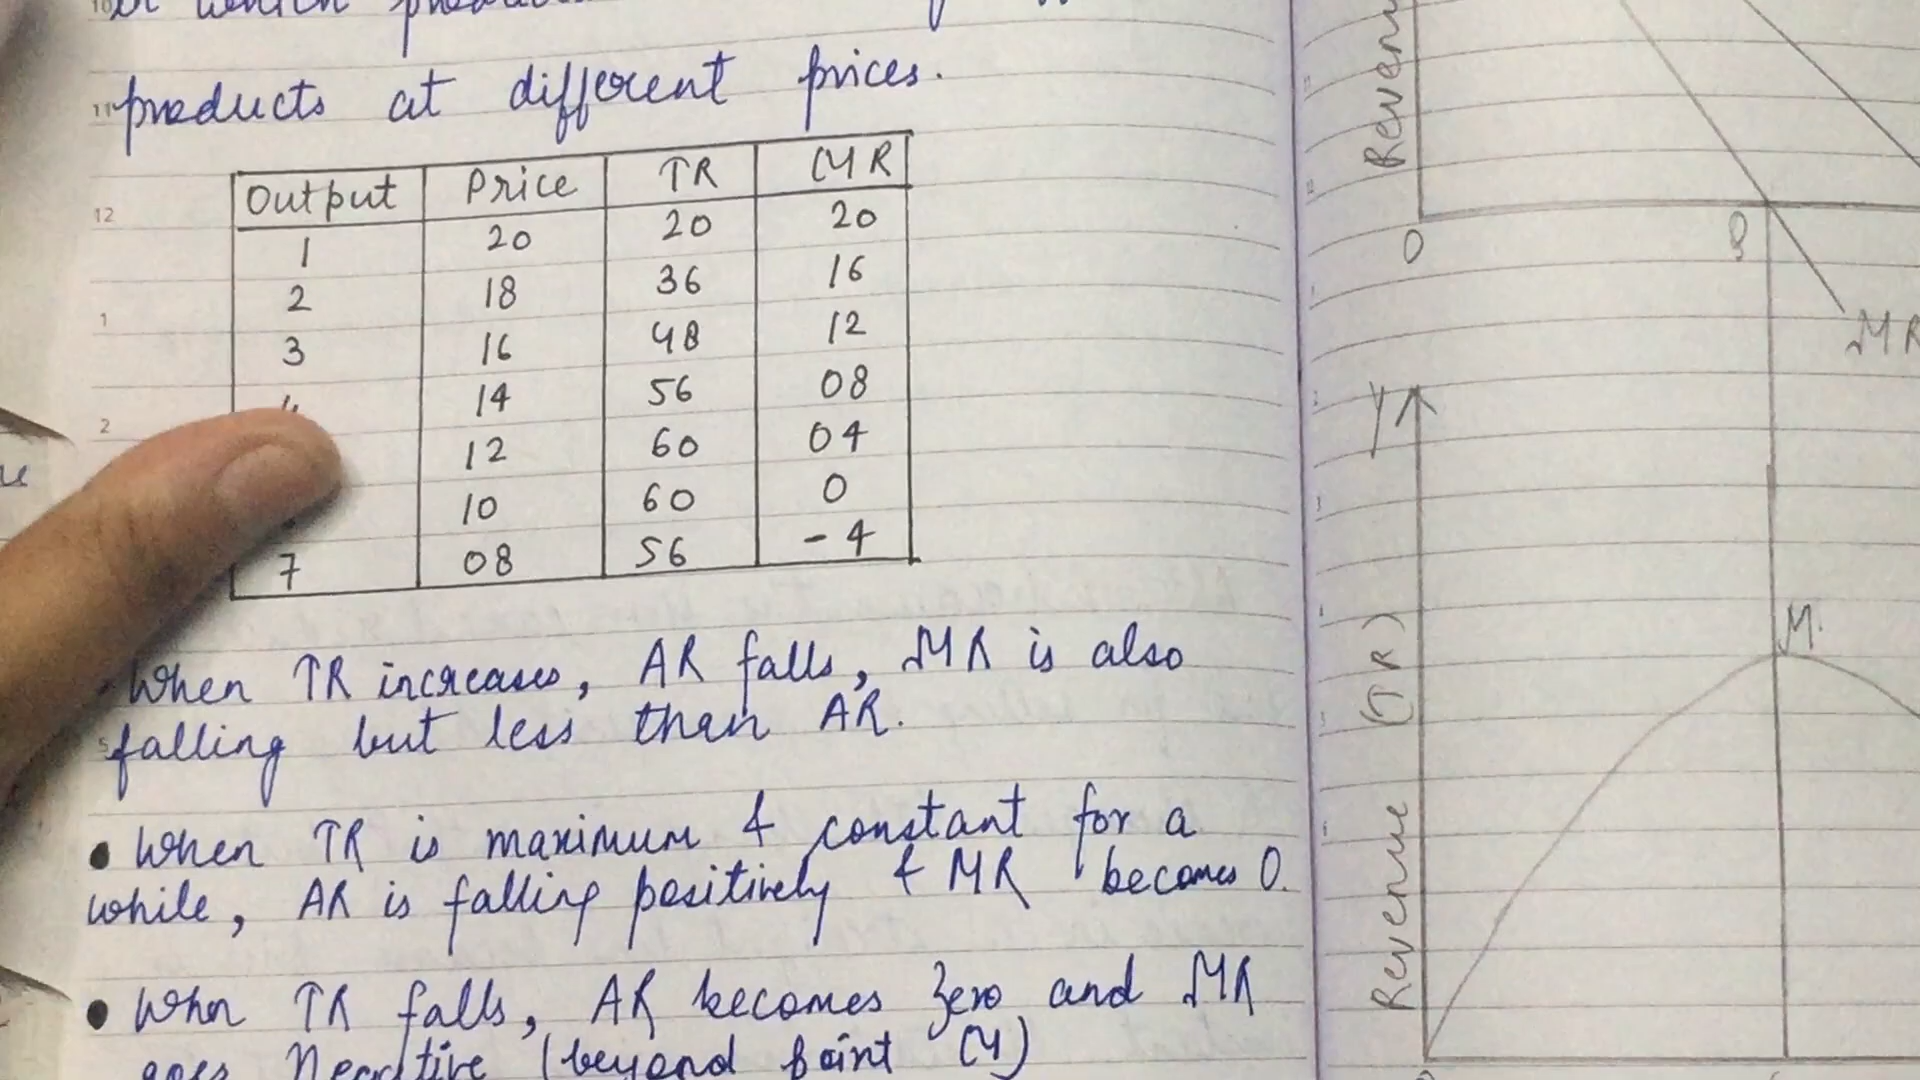 products at different prices.
Output Price TR MR
1 20 20 20
2 18 36 16
3 16 48 12
14 56 08
12 60 04
10 60 0
7 08 56 -4
When TR increases, AR falls, MR is also
falling but less than AR.
• When TR is maximum & constant for a
while, AR is falling positively & MR becomes 0.
• When TR falls, AR becomes zero and MR
goes Negative (beyond point M)
Revenu
O
B
MR
Y
Revenue (TR)
M.